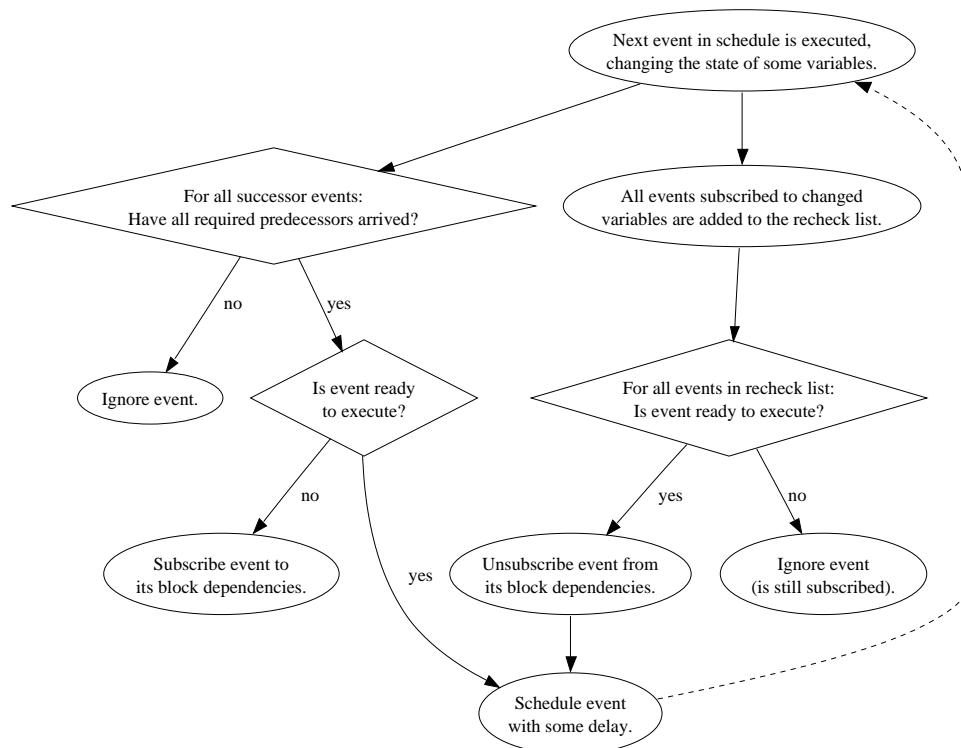 Next event in schedule is executed,
changing the state of some variables.
For all successor events:
Have all required predecessors arrived?
All events subscribed to changed
variables are added to the recheck list.
no
yes
Ignore event.
Is event ready
to execute?
For all events in recheck list:
Is event ready to execute?
no
yes
no
Subscribe event to
its block dependencies.
yes
Unsubscribe event from
its block dependencies.
Ignore event
(is still subscribed).
Schedule event
with some delay.